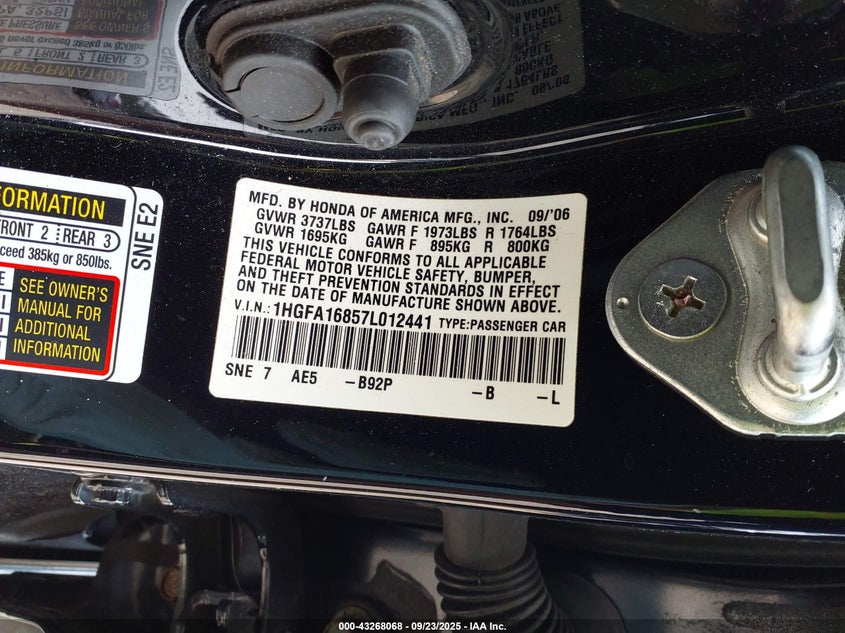 FORMATION
FRONT 2 REAR 3
xceed 385kg or 850lbs.
SEE OWNER'S
MANUAL FOR
ADDITIONAL
INFORMATION
SNE E2
MFD. BY HONDA OF AMERICA MFG., INC. 09/'06
GVWR 3737LBS GAWR F 1973LBS R 1764LBS
GVWR 1695KG GAWR F 895KG R 800KG
THIS VEHICLE CONFORMS TO ALL APPLICABLE
FEDERAL MOTOR VEHICLE SAFETY, BUMPER,
AND THEFT PREVENTION STANDARDS IN EFFECT
ON THE DATE OF MANUFACTURE SHOWN ABOVE.
V.I.N.: 1HGFA16857L012441 TYPE:PASSENGER CAR
SNE 7 AE5 -B92P -B -L
000-43268068 - 09/23/2025 - IAA Inc.